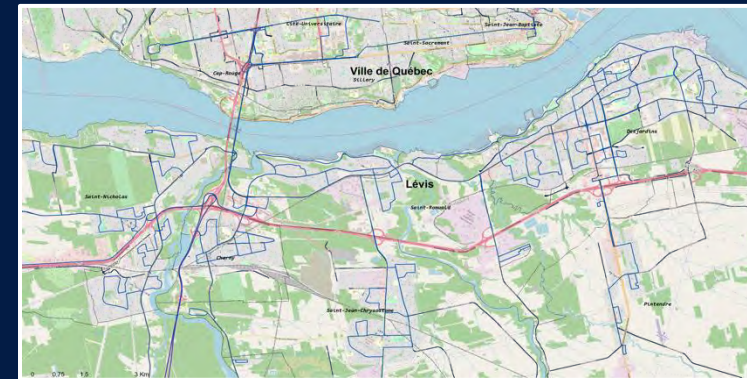 Cité-Universitaire
Saint-Jean-Baptiste
Saint-Sacrement
Ville de Québec
Cap-Rouge
Sillery
Desjardins
Lévis
Saint-Nicholas
Saint-Romuald
Charny
Saint-Jean-Chrysostome
Pintendre
0 0,75 1,5 3 Km